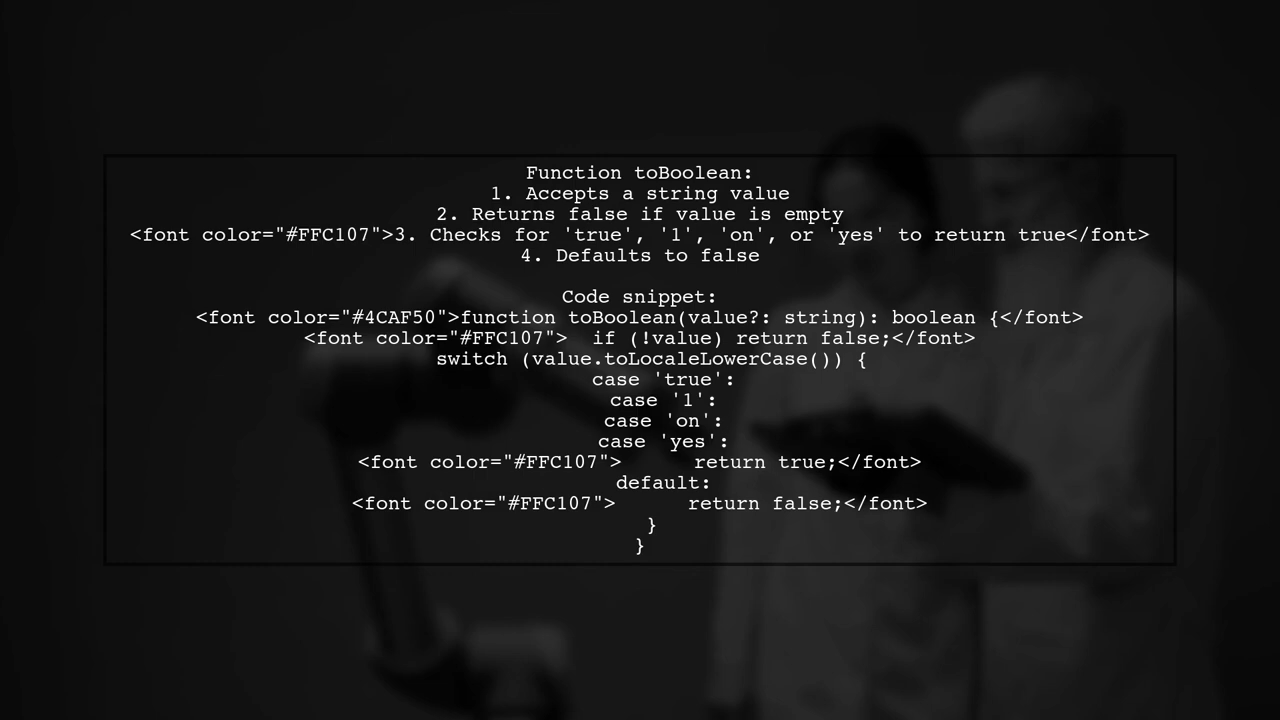 Function toBoolean:
1. Accepts a string value
2. Returns false if value is empty
<font color="#FFC107">3. Checks for 'true', '1', 'on', or 'yes' to return true</font>
4. Defaults to false

Code snippet:
<font color="#4CAF50">function toBoolean(value?: string): boolean {</font>
<font color="#FFC107">  if (!value) return false;</font>
  switch (value.toLocaleLowerCase()) {
    case 'true':
    case '1':
    case 'on':
    case 'yes':
<font color="#FFC107">      return true;</font>
    default:
<font color="#FFC107">      return false;</font>
  }
}